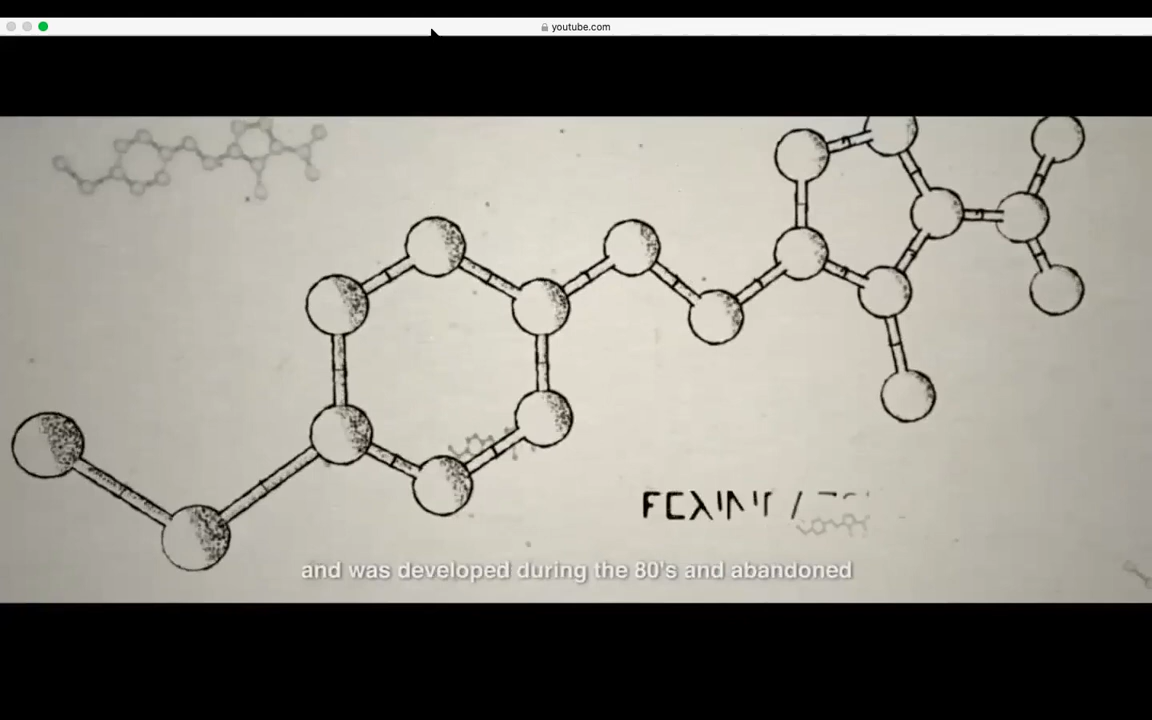 youtube.com
and was developed during the 80's and abandoned